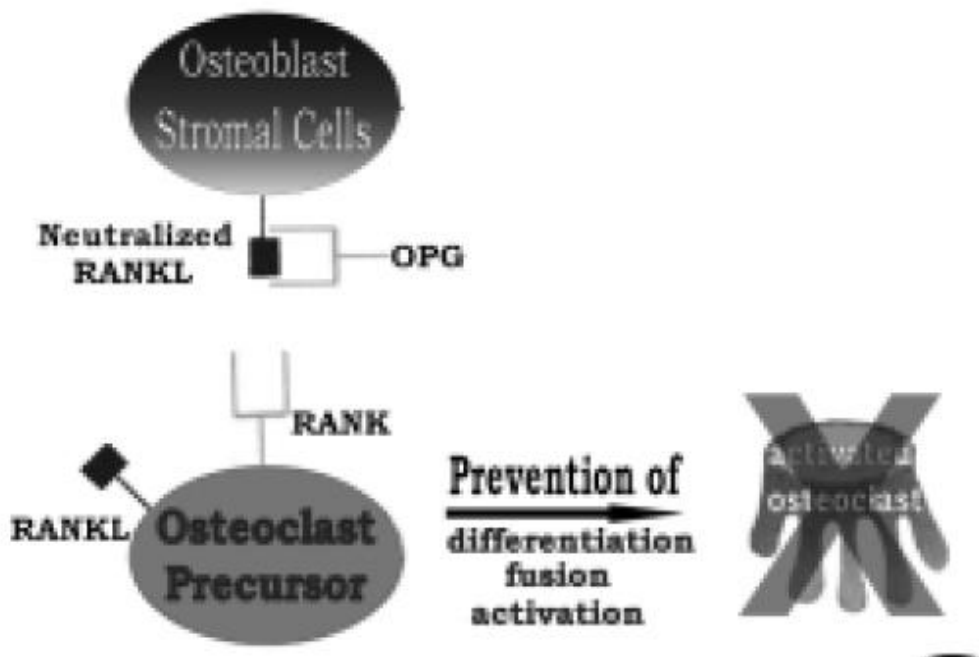 Osteoblast
Stromal Cells
Neutralized
RANKL
OPG
RANK
RANKL
Osteoclast
Precursor
Prevention of
differentiation
fusion
activation
activated
osteoclast